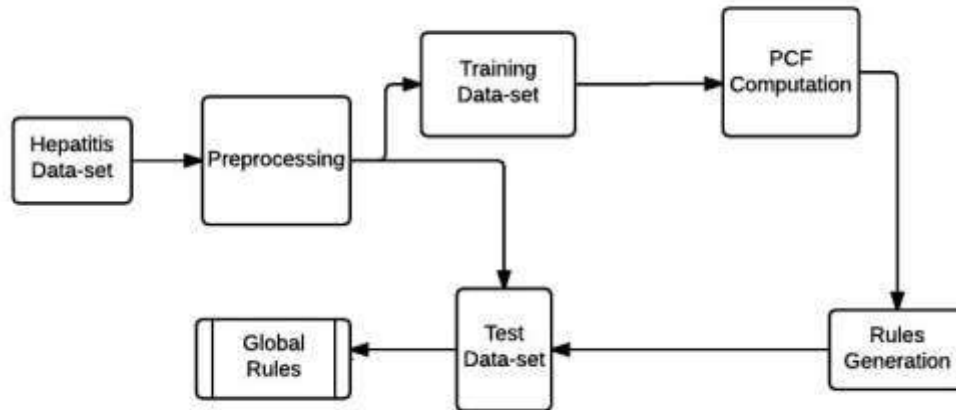 Hepatitis
Data-set
Preprocessing
Training
Data-set
PCF
Computation
Rules
Generation
Test
Data-set
Global
Rules